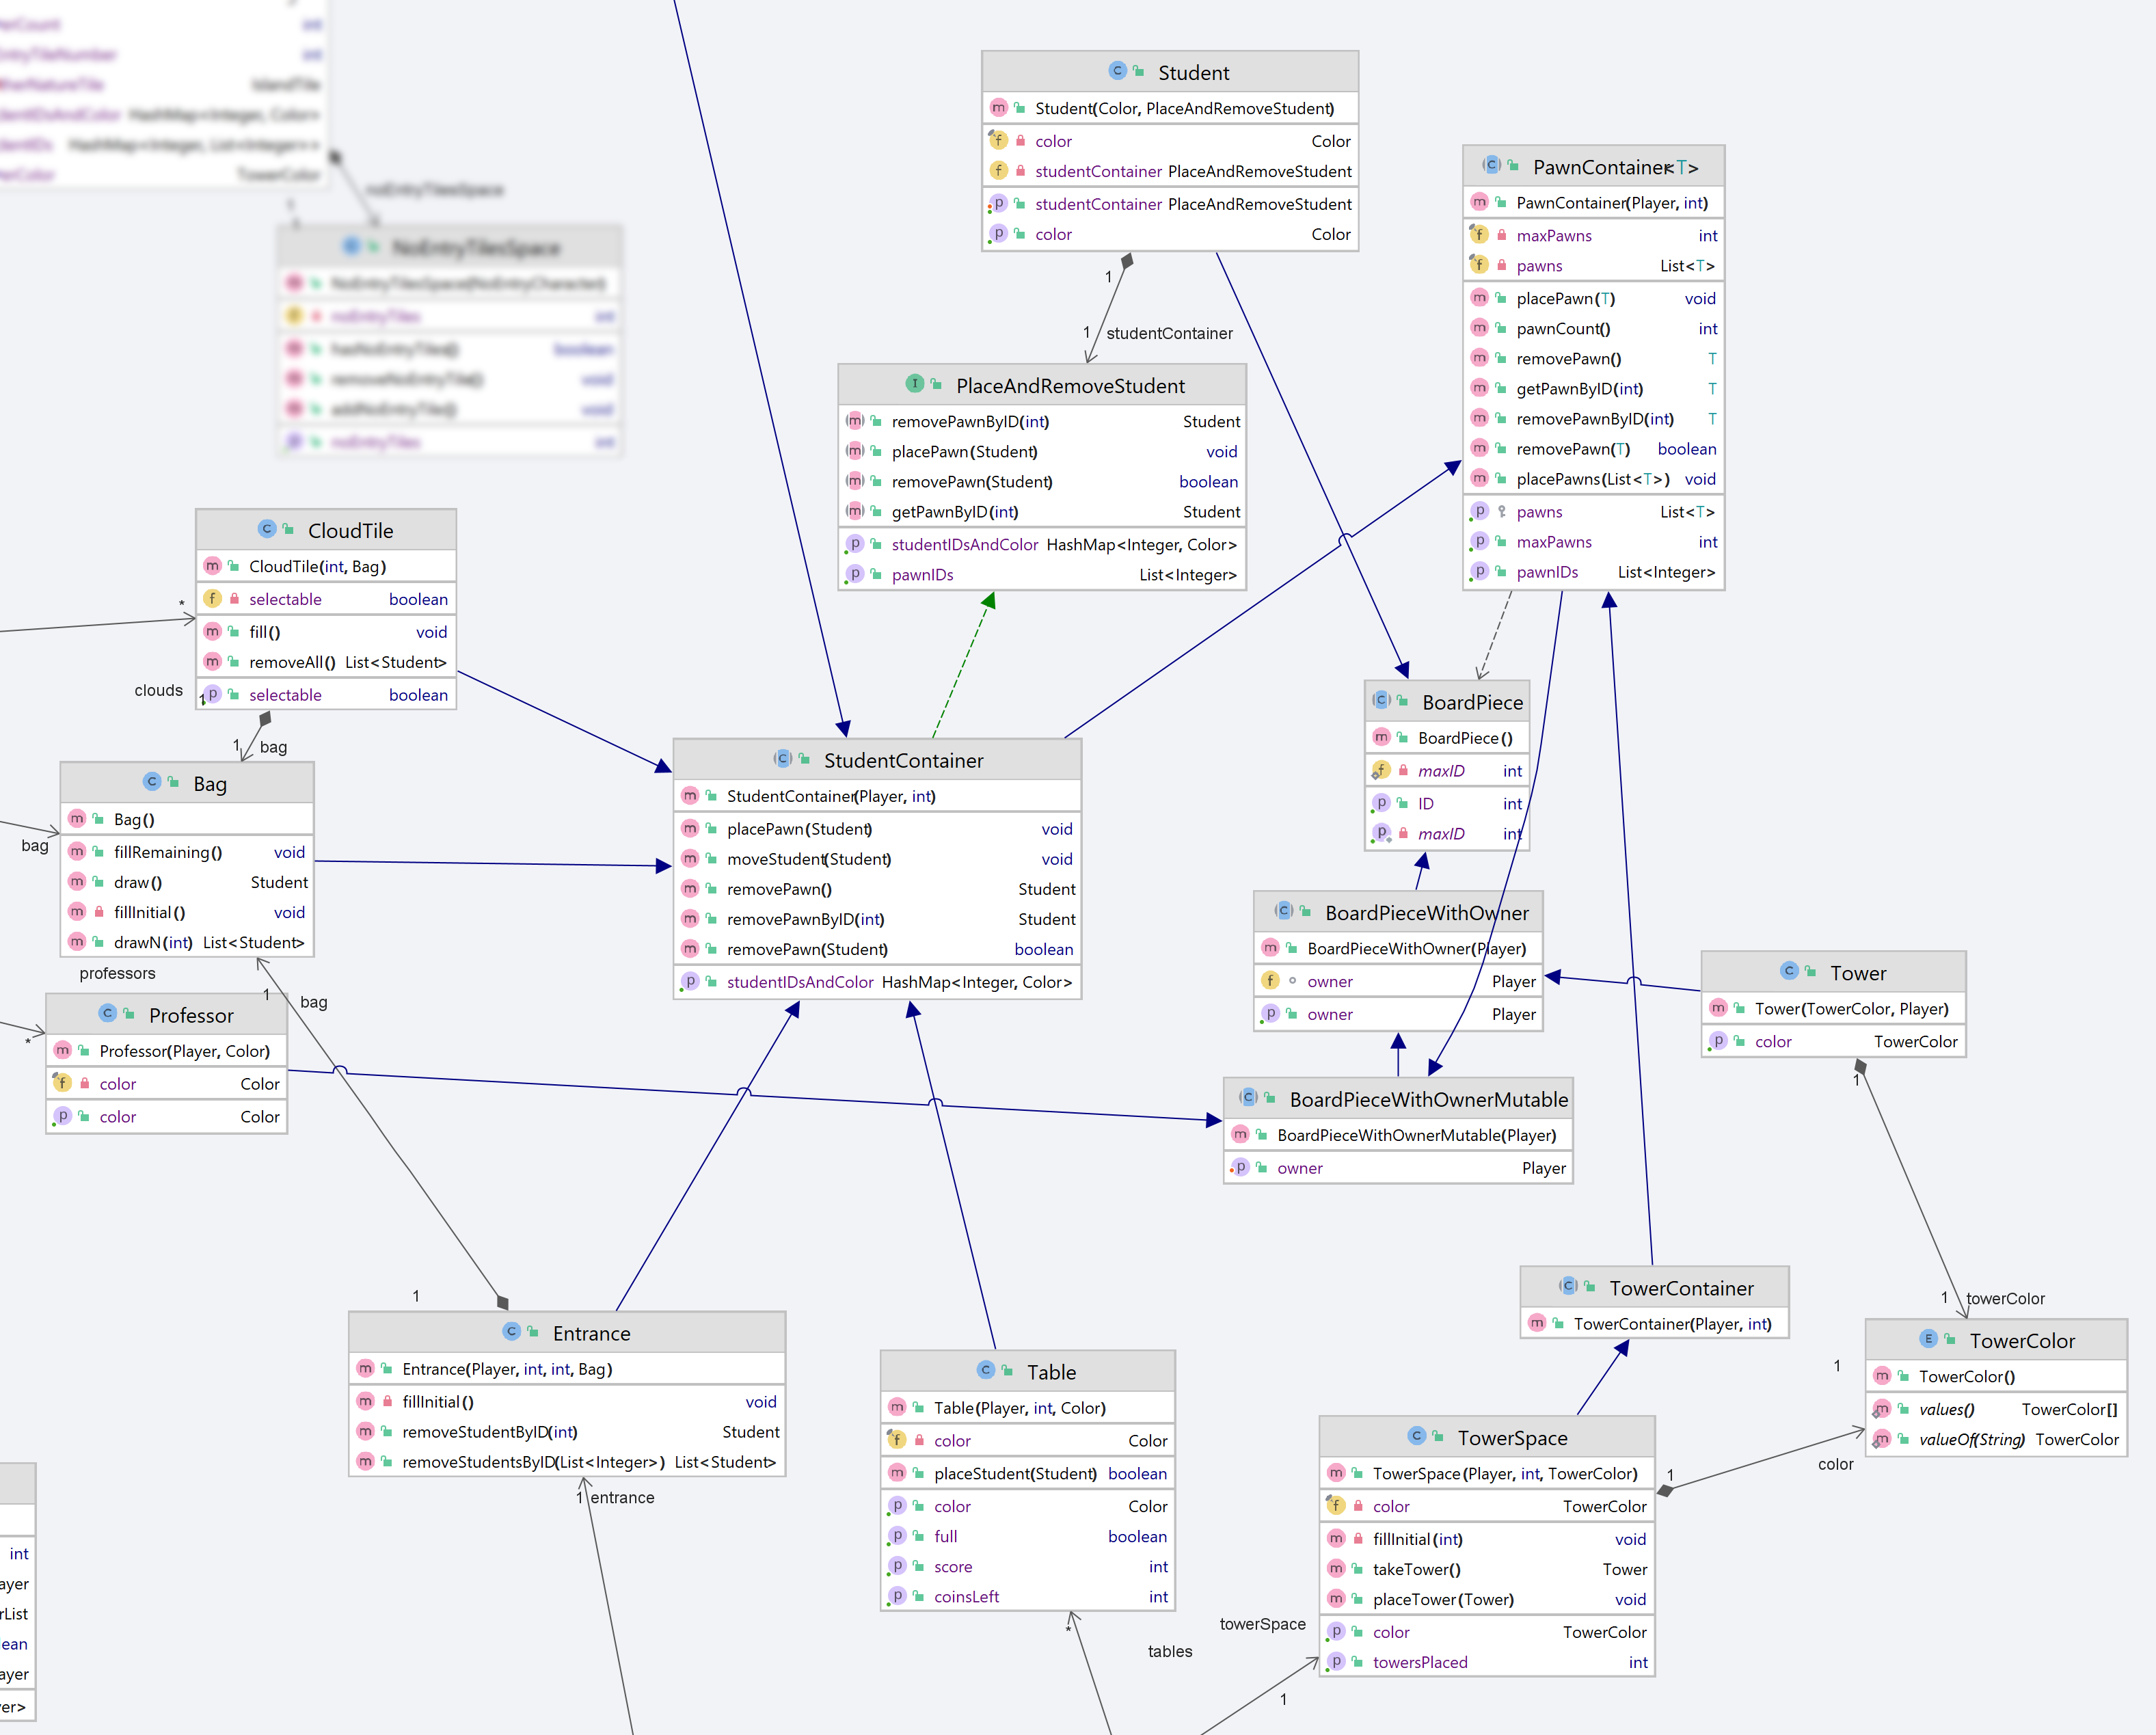 Student
Student(Color, PlaceAndRemoveStudent)
color Color
studentContainer PlaceAndRemoveStudent
studentContainer PlaceAndRemoveStudent
color Color
1
1 studentContainer
PawnContainer<T>
PawnContainer(Player, int)
maxPawns int
pawns List<T>
placePawn(T) void
pawnCount() int
removePawn() T
getPawnByID(int) T
removePawnByID(int) T
removePawn(T) boolean
placePawns(List<T>) void
pawns List<T>
maxPawns int
pawnIDs List<Integer>
PlaceAndRemoveStudent
removePawnByID(int) Student
placePawn(Student) void
removePawn(Student) boolean
getPawnByID(int) Student
studentIDsAndColor HashMap<Integer, Color>
pawnIDs List<Integer>
CloudTile
CloudTile(int, Bag)
selectable boolean
fill() void
removeAll() List<Student>
selectable boolean
*
clouds
1
1 bag
Bag
Bag()
fillRemaining() void
draw() Student
fillInitial() void
drawN(int) List<Student>
bag
professors
1 bag
Professor
Professor(Player, Color)
color Color
color Color
*
StudentContainer
StudentContainer(Player, int)
placePawn(Student) void
moveStudent(Student) void
removePawn() Student
removePawnByID(int) Student
removePawn(Student) boolean
studentIDsAndColor HashMap<Integer, Color>
BoardPiece
BoardPiece()
maxID int
ID int
maxID int
BoardPieceWithOwner
BoardPieceWithOwner(Player)
owner Player
owner Player
Tower
Tower(TowerColor, Player)
color TowerColor
1
BoardPieceWithOwnerMutable
BoardPieceWithOwnerMutable(Player)
owner Player
TowerContainer
TowerContainer(Player, int)
1 towerColor
TowerColor
TowerColor()
values() TowerColor[]
valueOf(String) TowerColor
1
1
color
1
Entrance
Entrance(Player, int, int, Bag)
fillInitial() void
removeStudentByID(int) Student
removeStudentsByID(List<Integer>) List<Student>
1 entrance
Table
Table(Player, int, Color)
color Color
placeStudent(Student) boolean
color Color
full boolean
score int
coinsLeft int
*
tables
TowerSpace
TowerSpace(Player, int, TowerColor)
color TowerColor
fillInitial(int) void
takeTower() Tower
placeTower(Tower) void
color TowerColor
towersPlaced int
towerSpace
1
int
ayer
rList
lean
ayer
yer>